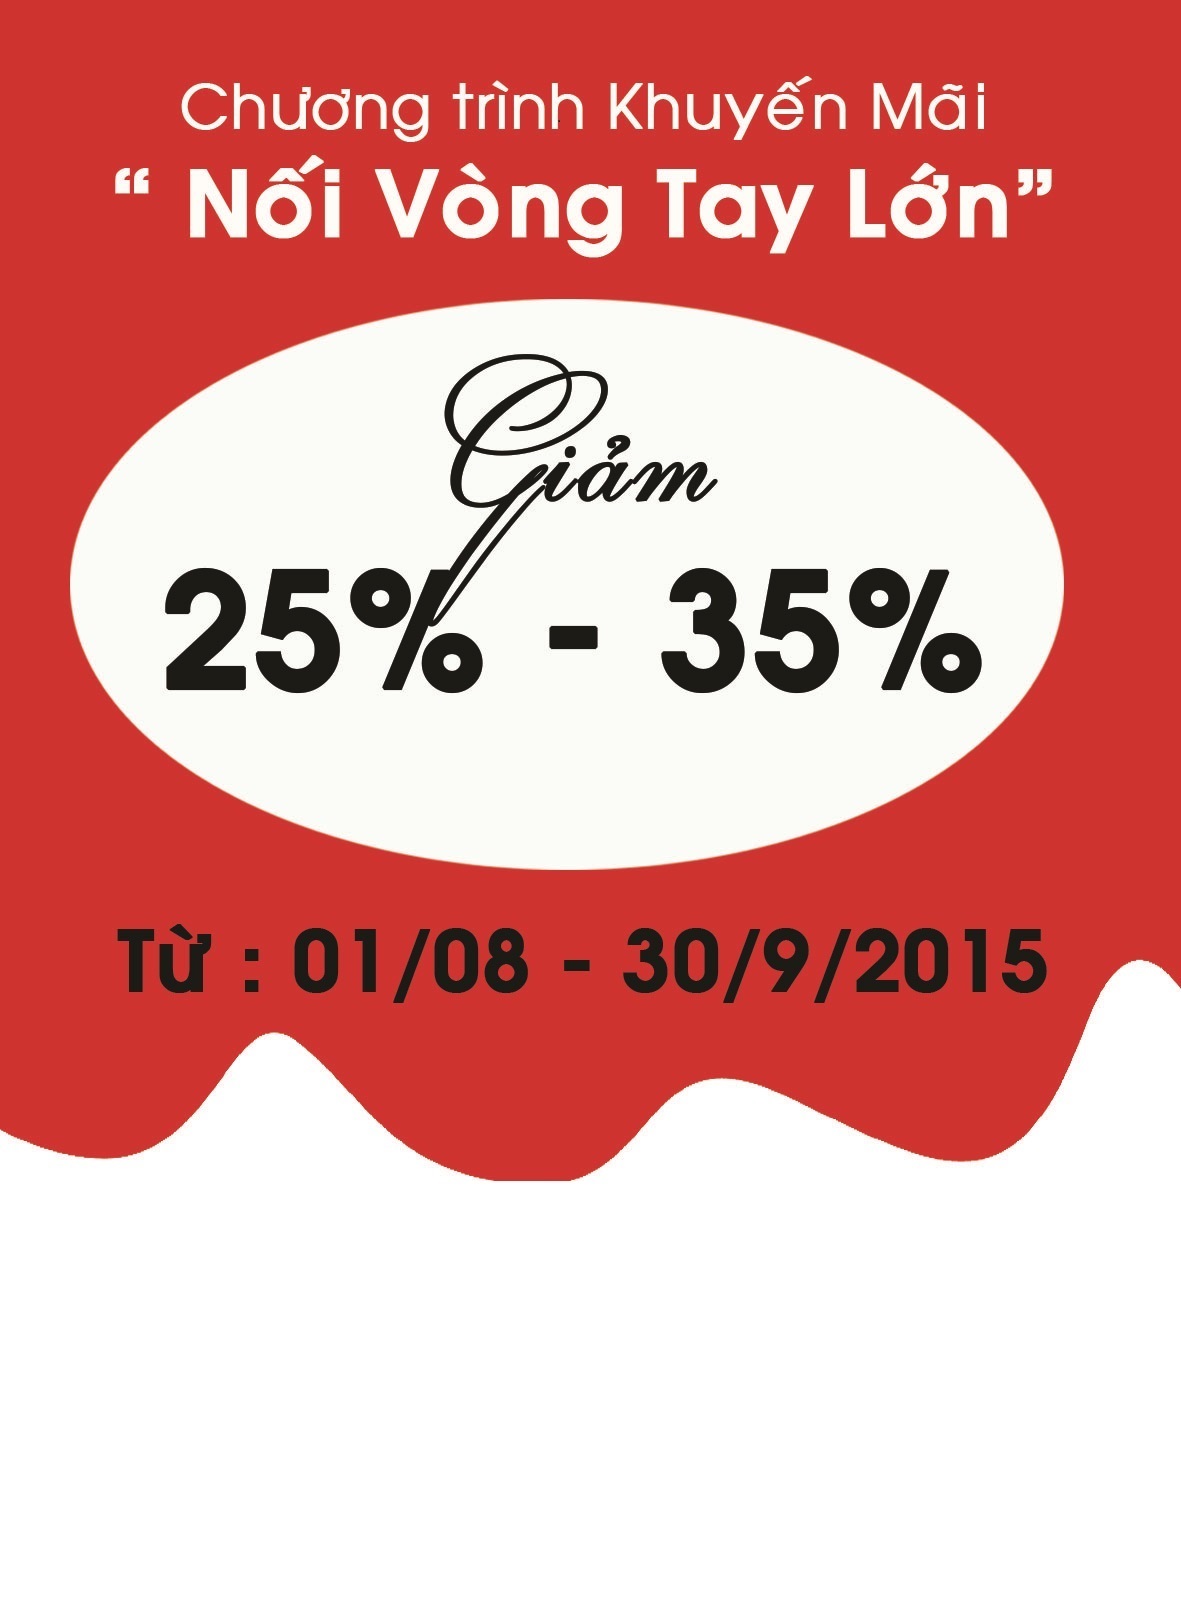 Chương trình Khuyến Mãi
“ Nối Vòng Tay Lớn”
Giảm
25% - 35%
Từ : 01/08 - 30/9/2015